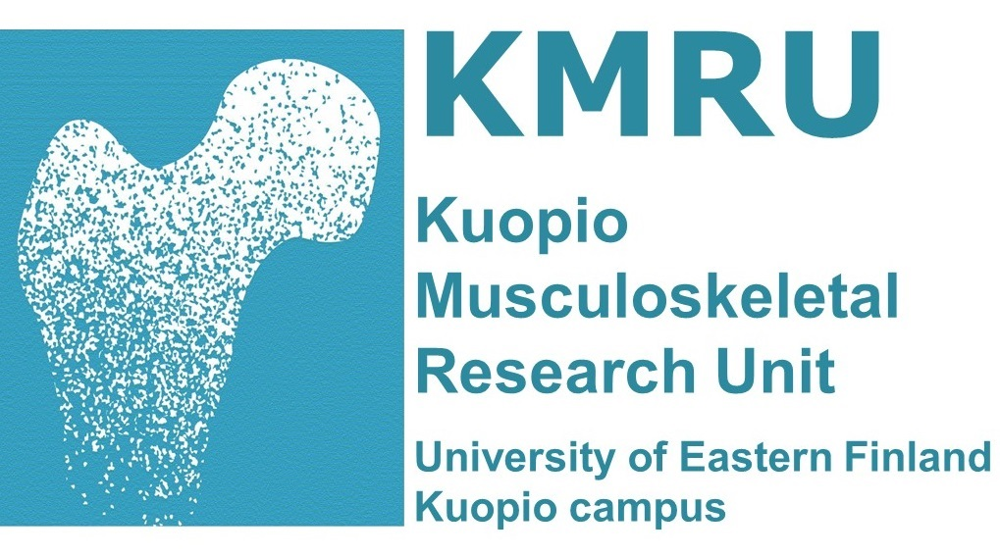 KMRU
Kuopio
Musculoskeletal
Research Unit
University of Eastern Finland
Kuopio campus